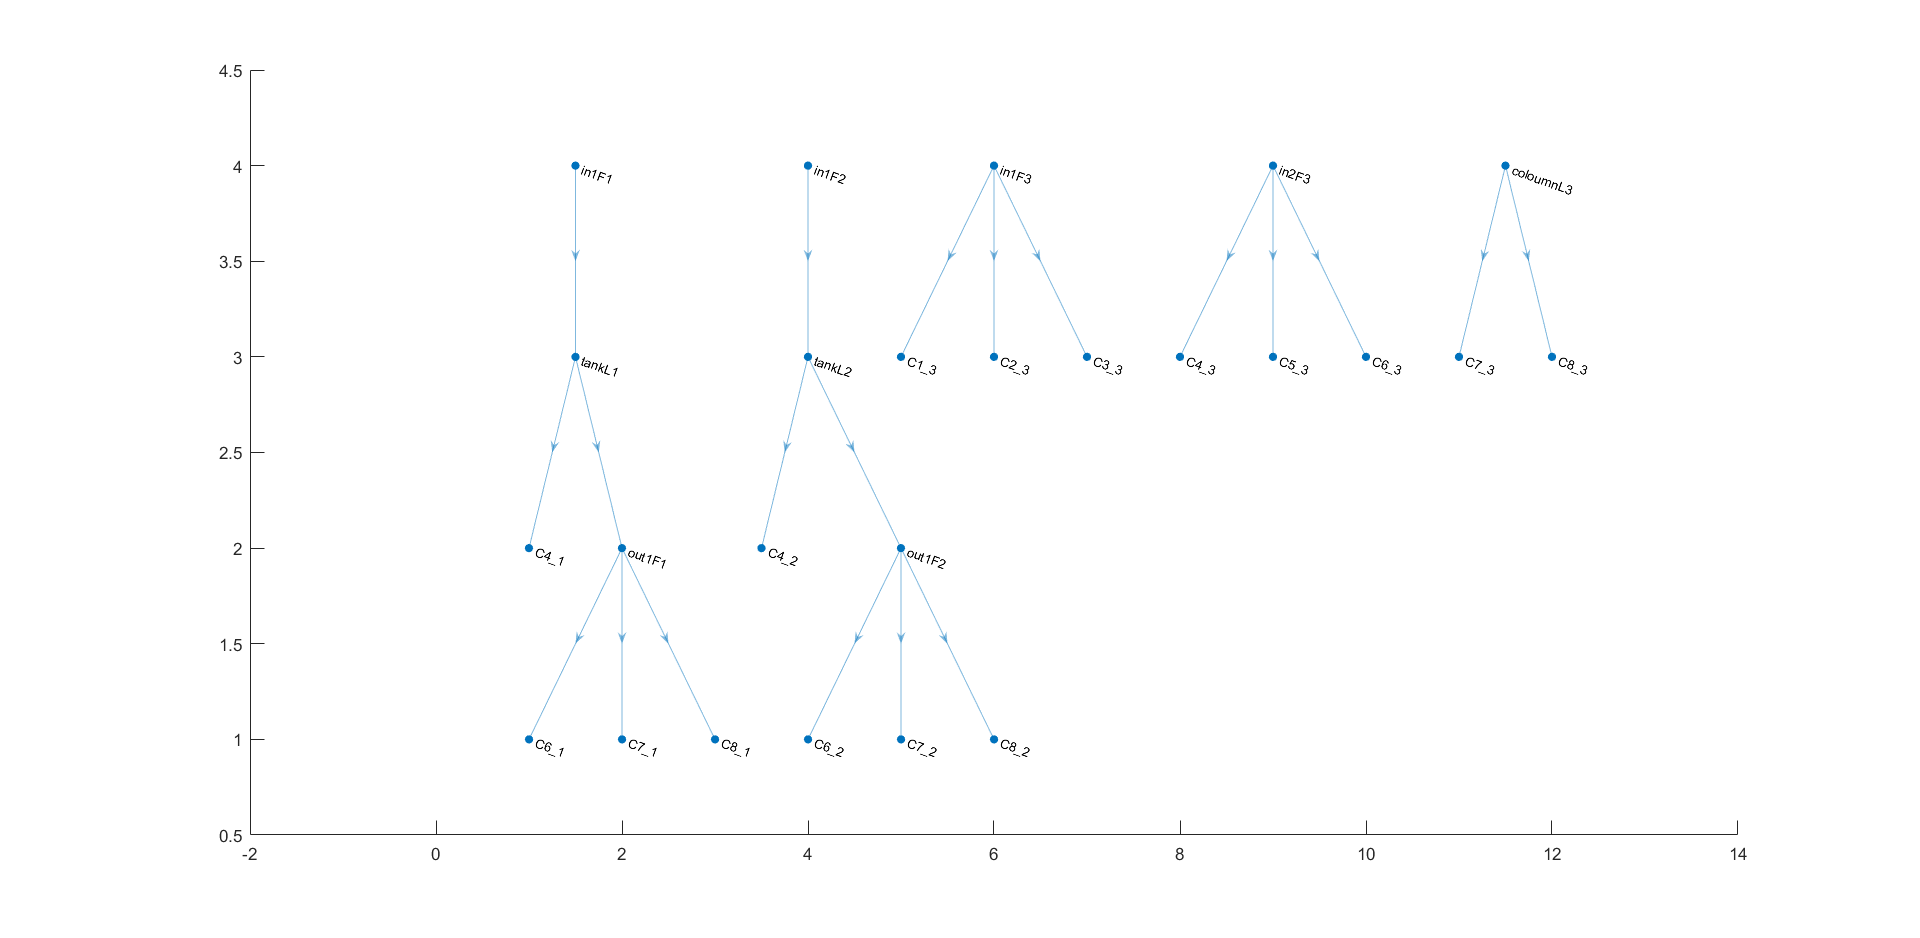 4.5
4
in1F1
in1F2
in1F3
in2F3
coloumnL3
3.5
3
tankL1
tankL2
C1_3
C2_3
C3_3
C4_3
C5_3
C6_3
C7_3
C8_3
2.5
2
C4_1
out1F1
C4_2
out1F2
1.5
1
C6_1
C7_1
C8_1
C6_2
C7_2
C8_2
0.5
-2
0
2
4
6
8
10
12
14